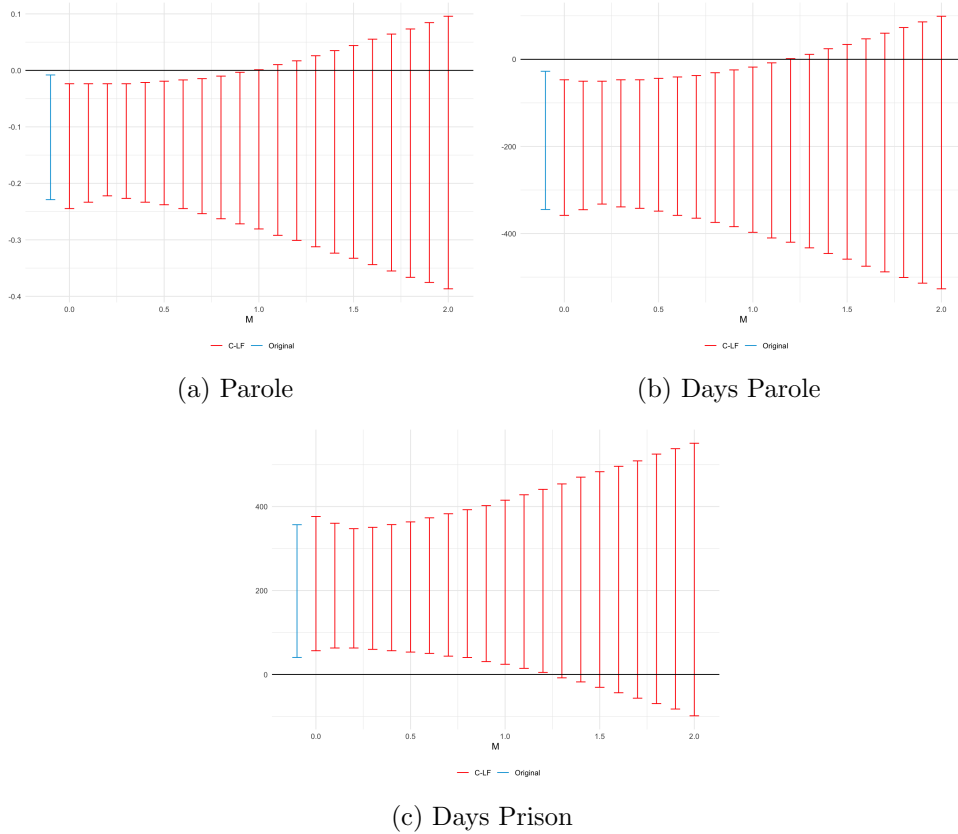 0.1
0.0
-0.1
-0.2
-0.3
-0.4
0.0 0.5 1.0 1.5 2.0
M
C-LF Original
(a) Parole
0
-200
-400
0.0 0.5 1.0 1.5 2.0
M
C-LF Original
(b) Days Parole
400
200
0
0.0 0.5 1.0 1.5 2.0
M
C-LF Original
(c) Days Prison